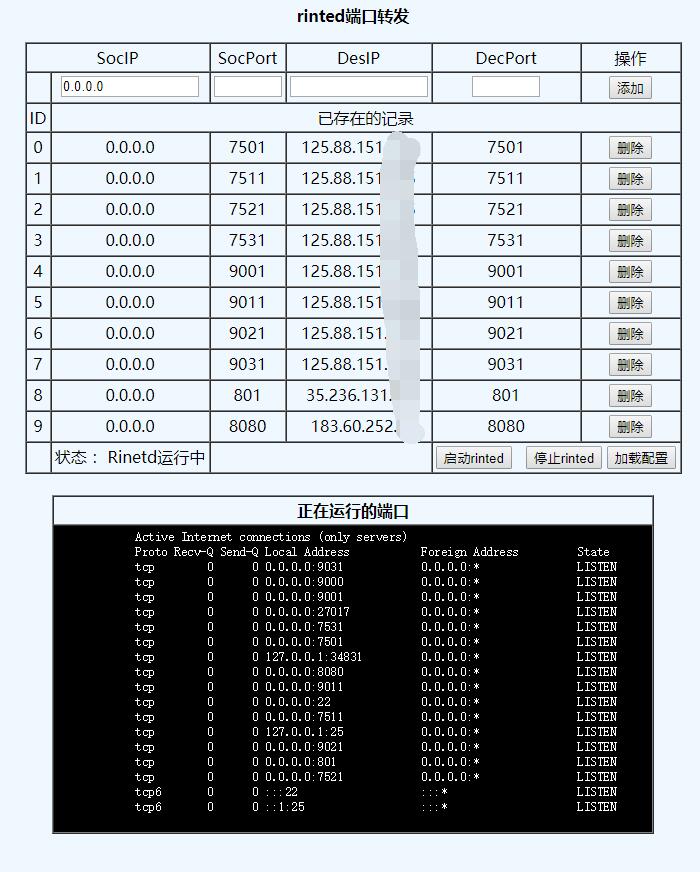 rinted端口转发
SocIP SocPort DesIP DecPort 操作
0.0.0.0 添加
ID 已存在的记录
0 0.0.0.0 7501 125.88.151 7501 删除
1 0.0.0.0 7511 125.88.151 7511 删除
2 0.0.0.0 7521 125.88.151 7521 删除
3 0.0.0.0 7531 125.88.151 7531 删除
4 0.0.0.0 9001 125.88.151 9001 删除
5 0.0.0.0 9011 125.88.151 9011 删除
6 0.0.0.0 9021 125.88.151. 9021 删除
7 0.0.0.0 9031 125.88.151. 9031 删除
8 0.0.0.0 801 35.236.131. 801 删除
9 0.0.0.0 8080 183.60.252. 8080 删除
状态： Rinetd运行中 启动rinted 停止rinted 加载配置
正在运行的端口
Active Internet connections (only servers)
Proto Recv-Q Send-Q Local Address Foreign Address State
tcp 0 0 0.0.0.0:9031 0.0.0.0:* LISTEN
tcp 0 0 0.0.0.0:9000 0.0.0.0:* LISTEN
tcp 0 0 0.0.0.0:9001 0.0.0.0:* LISTEN
tcp 0 0 0.0.0.0:27017 0.0.0.0:* LISTEN
tcp 0 0 0.0.0.0:7531 0.0.0.0:* LISTEN
tcp 0 0 0.0.0.0:7501 0.0.0.0:* LISTEN
tcp 0 0 127.0.0.1:34831 0.0.0.0:* LISTEN
tcp 0 0 0.0.0.0:8080 0.0.0.0:* LISTEN
tcp 0 0 0.0.0.0:9011 0.0.0.0:* LISTEN
tcp 0 0 0.0.0.0:22 0.0.0.0:* LISTEN
tcp 0 0 0.0.0.0:7511 0.0.0.0:* LISTEN
tcp 0 0 127.0.0.1:25 0.0.0.0:* LISTEN
tcp 0 0 0.0.0.0:9021 0.0.0.0:* LISTEN
tcp 0 0 0.0.0.0:801 0.0.0.0:* LISTEN
tcp 0 0 0.0.0.0:7521 0.0.0.0:* LISTEN
tcp6 0 0 :::22 :::* LISTEN
tcp6 0 0 ::1:25 :::* LISTEN